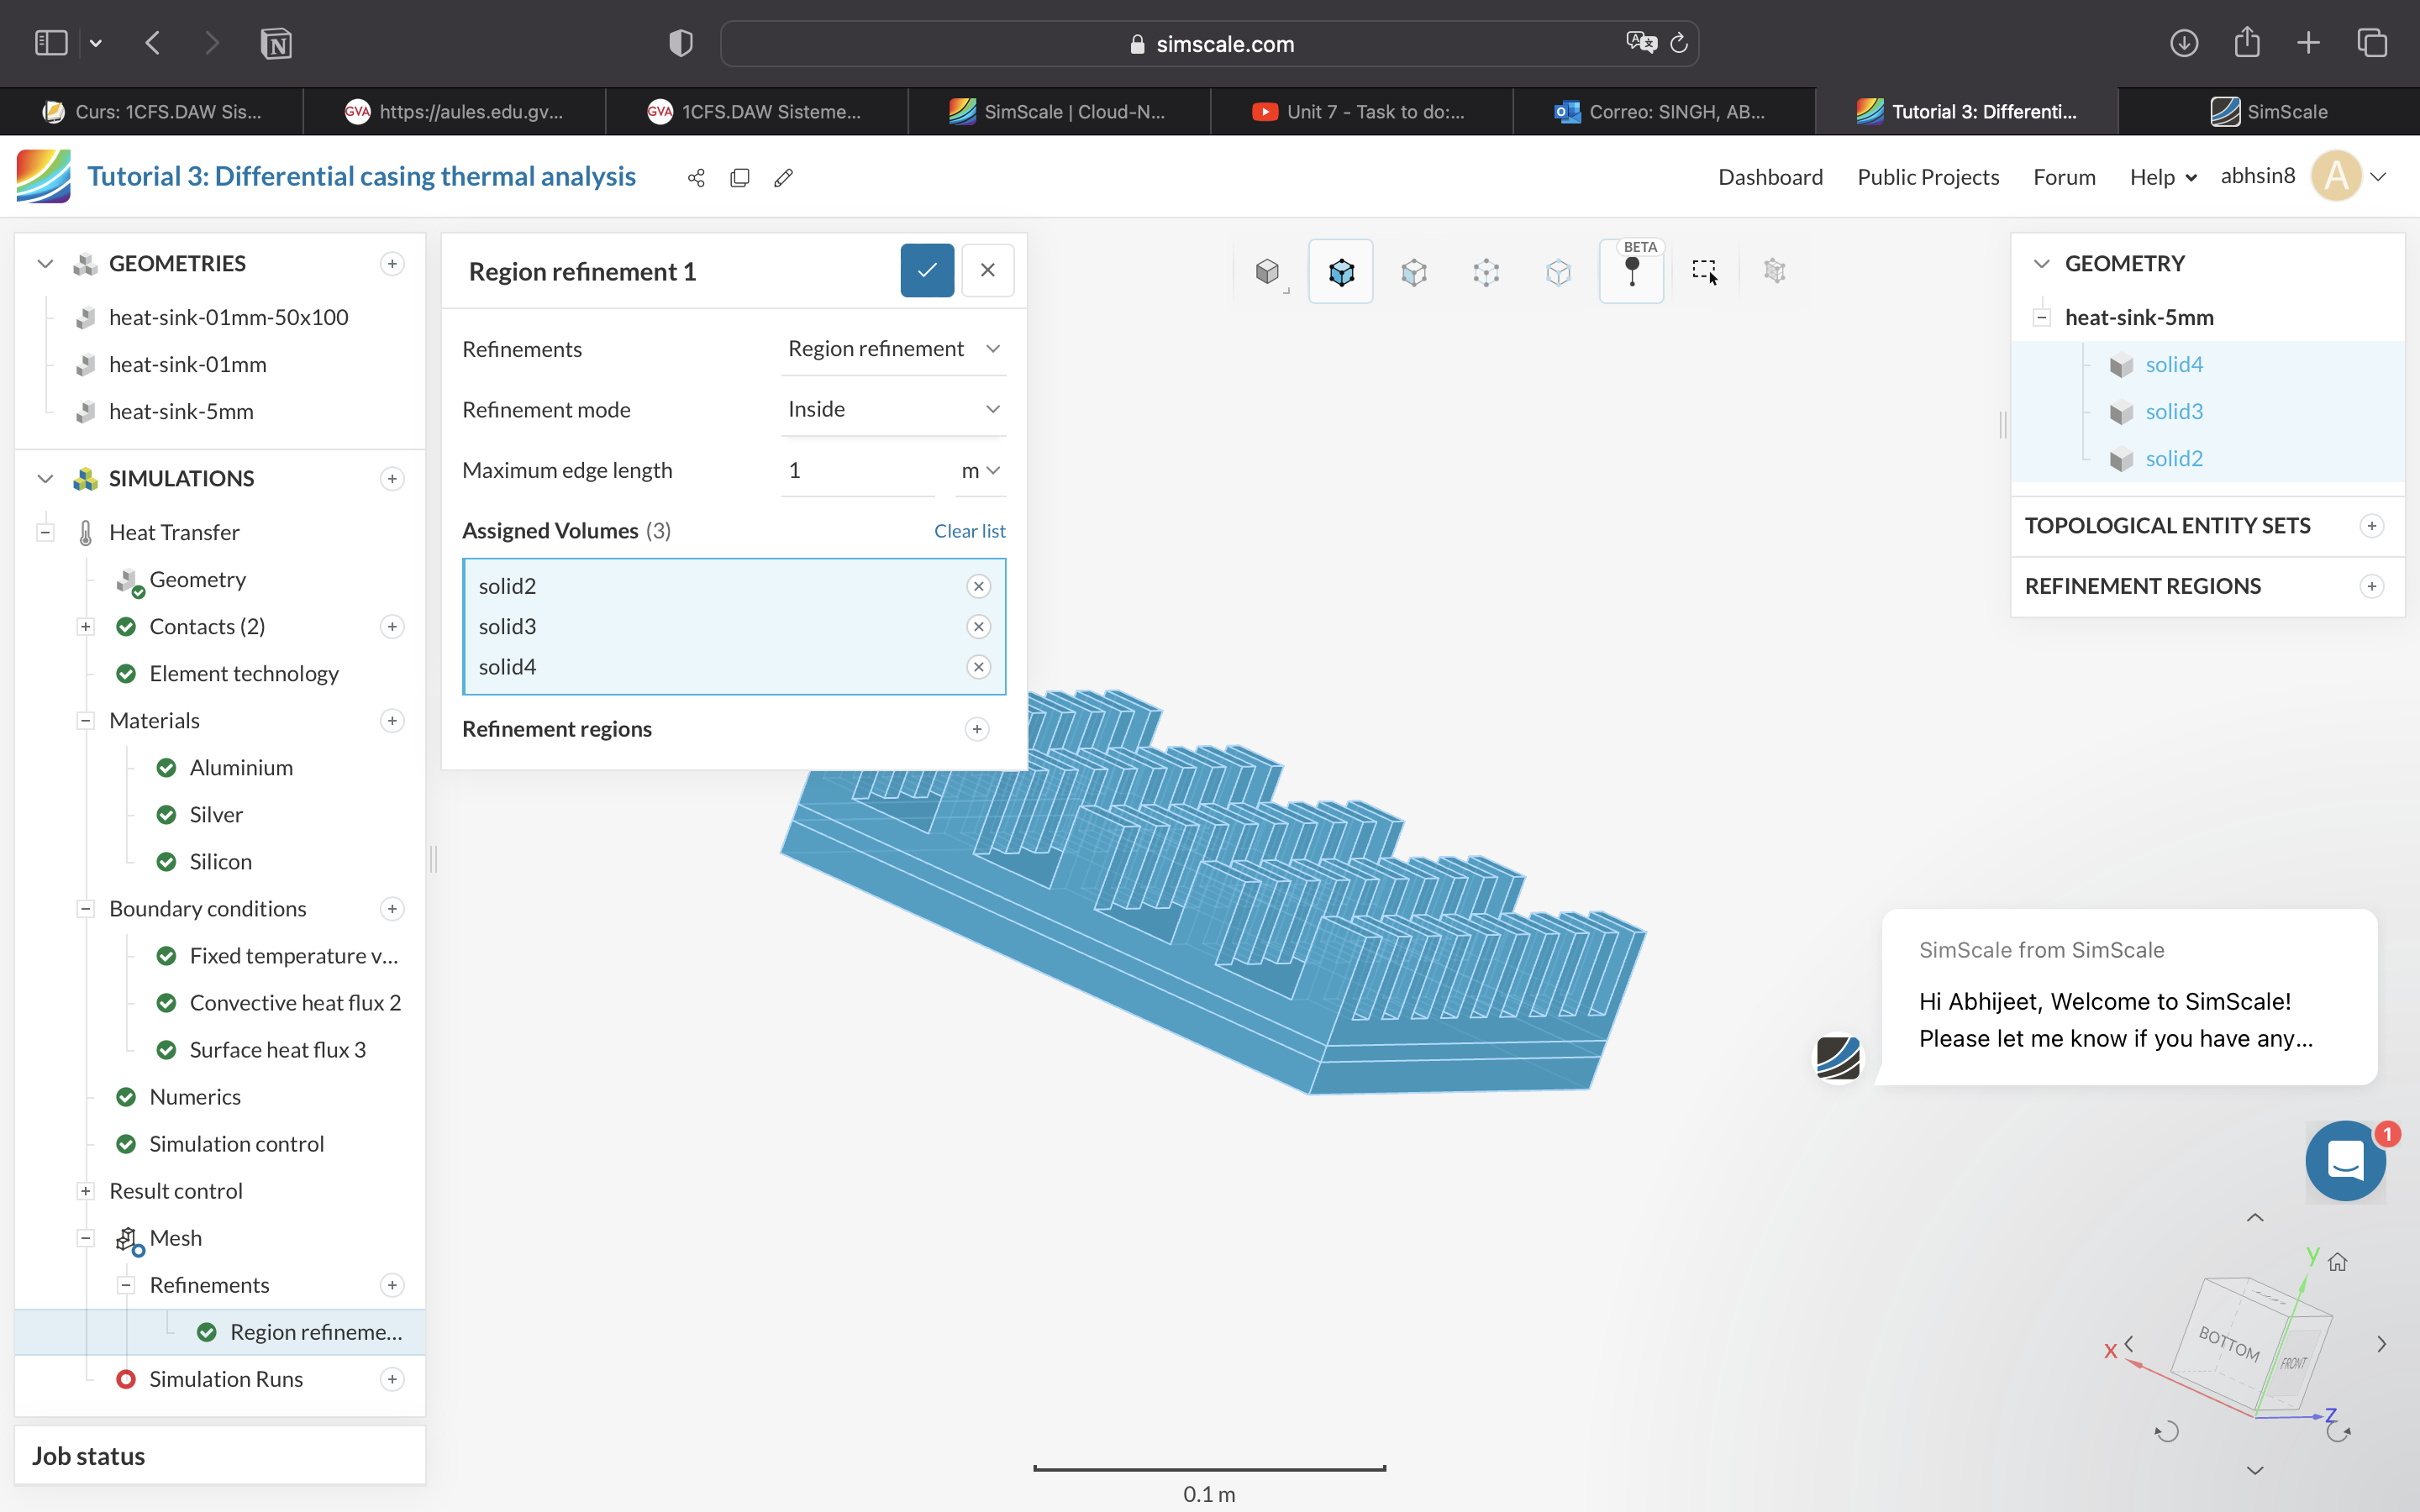 simscale.com
Curs: 1CFS.DAW Sis...
GVA
https://aules.edu.gv...
GVA
1CFS.DAW Sisteme...
SimScale | Cloud-N...
Unit 7 - Task to do:...
Correo: SINGH, AB...
Tutorial 3: Differenti...
SimScale
Tutorial 3: Differential casing thermal analysis
Dashboard
Public Projects
Forum
Help
abhsin8
A
GEOMETRIES
heat-sink-01mm-50x100
heat-sink-01mm
heat-sink-5mm
SIMULATIONS
Heat Transfer
Geometry
Contacts (2)
Element technology
Materials
Aluminium
Silver
Silicon
Boundary conditions
Fixed temperature v...
Convective heat flux 2
Surface heat flux 3
Numerics
Simulation control
Result control
Mesh
Refinements
Region refineme...
Simulation Runs
Job status
Region refinement 1
Refinements
Region refinement
Refinement mode
Inside
Maximum edge length
1
m
Assigned Volumes (3)
Clear list
solid2
solid3
solid4
Refinement regions
BETA
GEOMETRY
heat-sink-5mm
solid4
solid3
solid2
TOPOLOGICAL ENTITY SETS
REFINEMENT REGIONS
SimScale from SimScale
Hi Abhijeet, Welcome to SimScale!
Please let me know if you have any...
1
y
BOTTOM
FRONT
x
z
0.1 m